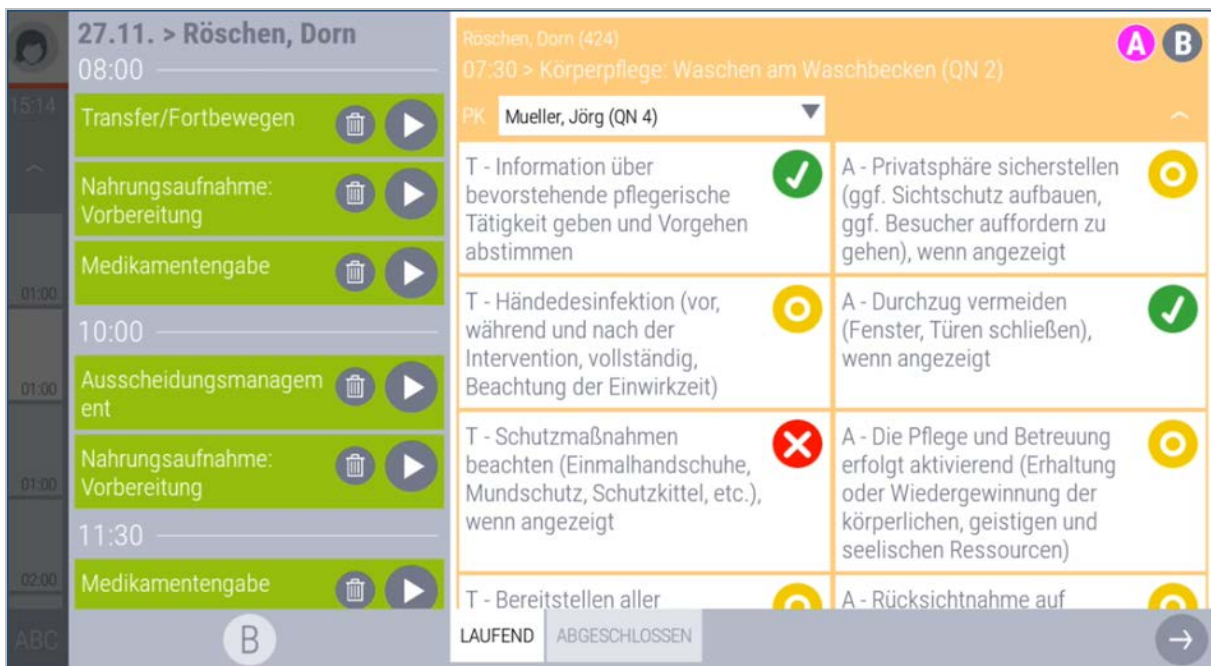 15:14
01:00
01:00
01:00
02:00
ABC
27.11. > Röschen, Dorn
08:00
Transfer/Fortbewegen
Nahrungsaufnahme:
Vorbereitung
Medikamentengabe
10:00
Ausscheidungsmanagem
ent
Nahrungsaufnahme:
Vorbereitung
11:30
Medikamentengabe
B
Röschen, Dorn (424)
A B
07:30 > Körperpflege: Waschen am Waschbecken (QN 2)
PK Mueller, Jörg (QN 4)
T - Information über
bevorstehende pflegerische
Tätigkeit geben und Vorgehen
abstimmen
A - Privatsphäre sicherstellen
(ggf. Sichtschutz aufbauen,
ggf. Besucher auffordern zu
gehen), wenn angezeigt
T - Händedesinfektion (vor,
während und nach der
Intervention, vollständig,
Beachtung der Einwirkzeit)
A - Durchzug vermeiden
(Fenster, Türen schließen),
wenn angezeigt
T - Schutzmaßnahmen
beachten (Einmalhandschuhe,
Mundschutz, Schutzkittel, etc.),
wenn angezeigt
A - Die Pflege und Betreuung
erfolgt aktivierend (Erhaltung
oder Wiedergewinnung der
körperlichen, geistigen und
seelischen Ressourcen)
T - Bereitstellen aller
A - Rücksichtnahme auf
LAUFEND ABGESCHLOSSEN